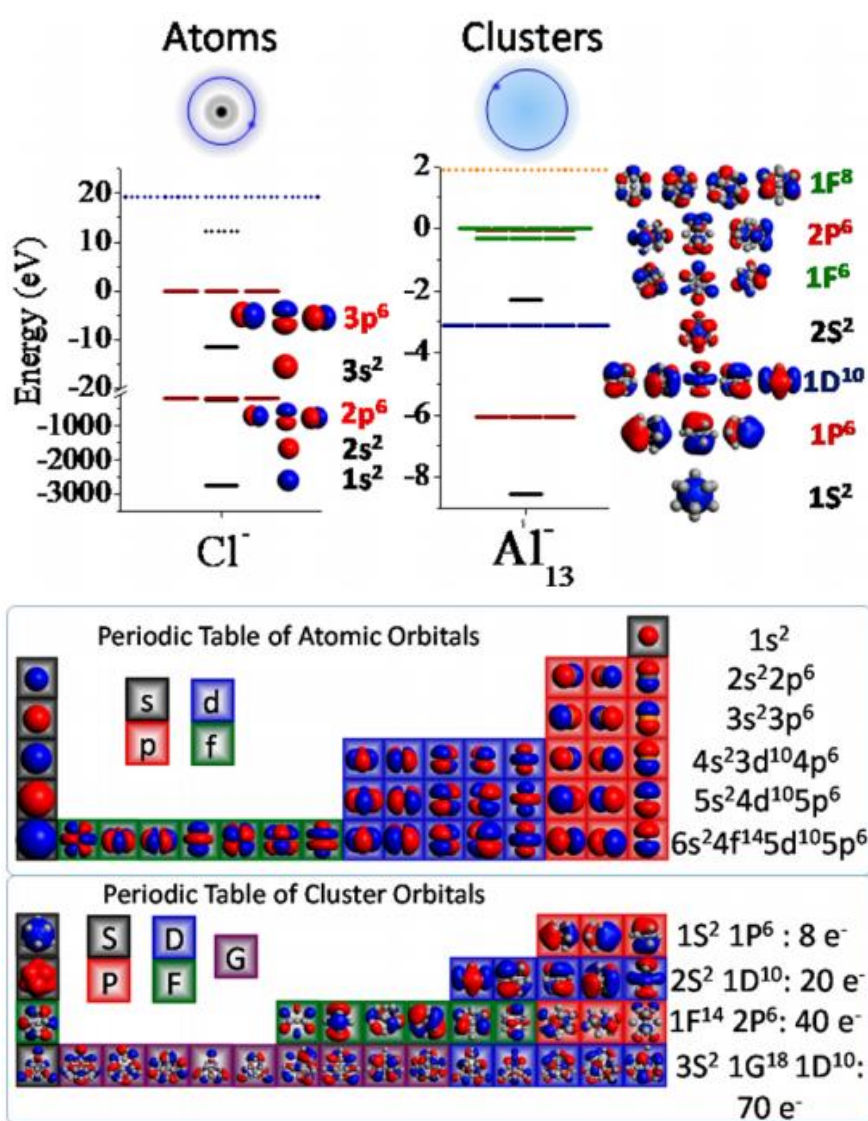 Atoms
Clusters
Energy (eV)
20
10
0
-10
-20
-1000
-2000
-3000
3p⁶
3s²
2p⁶
2s²
1s²
Cl⁻
2
0
-2
-4
-6
-8
1F⁸
2P⁶
1F⁶
2S²
1D¹⁰
1P⁶
1S²
Al₁₃⁻
Periodic Table of Atomic Orbitals
s d
p f
1s²
2s²2p⁶
3s²3p⁶
4s²3d¹⁰4p⁶
5s²4d¹⁰5p⁶
6s²4f¹⁴5d¹⁰5p⁶
Periodic Table of Cluster Orbitals
S D G
P F
1S² 1P⁶ : 8 e⁻
2S² 1D¹⁰: 20 e⁻
1F¹⁴ 2P⁶: 40 e⁻
3S² 1G¹⁸ 1D¹⁰:
70 e⁻